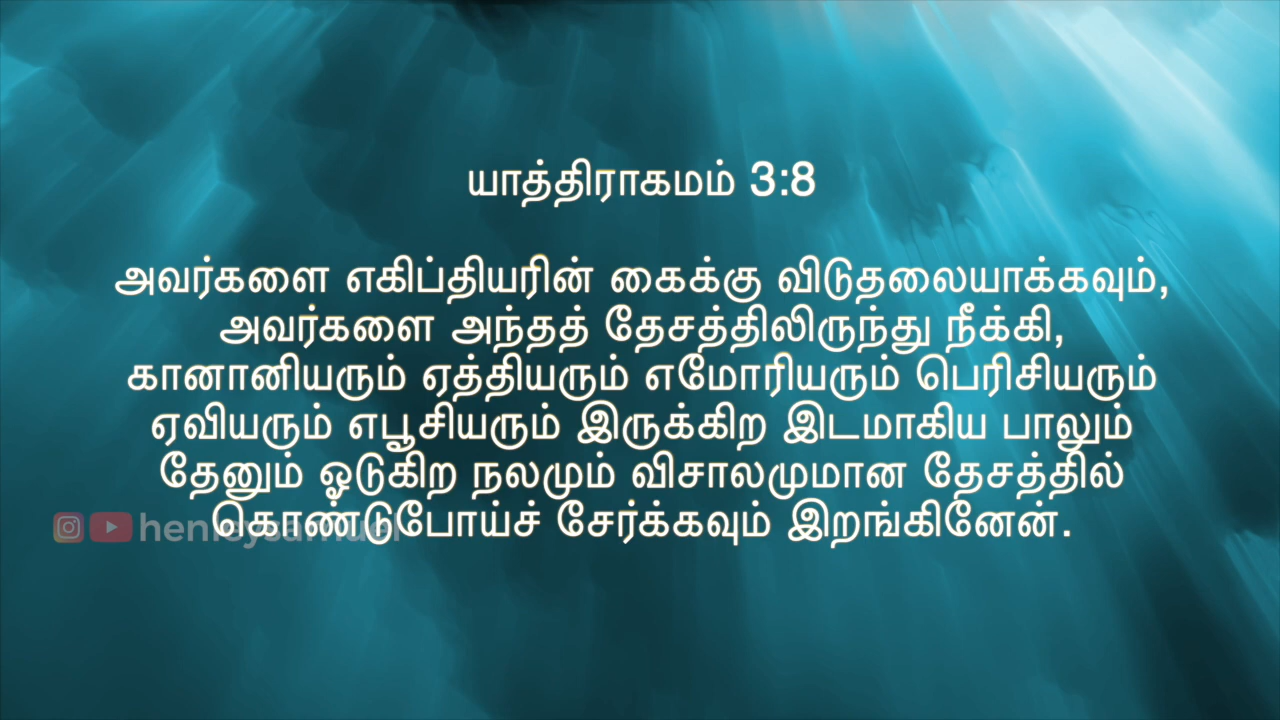 யாத்திராகமம் 3:8
அவர்களை எகிப்தியரின் கைக்கு விடுதலையாக்கவும்,
அவர்களை அந்தத் தேசத்திலிருந்து நீக்கி,
கானானியரும் ஏத்தியரும் எமோரியரும் பெரிசியரும்
ஏவியரும் எபூசியரும் இருக்கிற இடமாகிய பாலும்
தேனும் ஓடுகிற நலமும் விசாலமுமான தேசத்தில்
கொண்டுபோய்ச் சேர்க்கவும் இறங்கினேன்.
henleysamuel